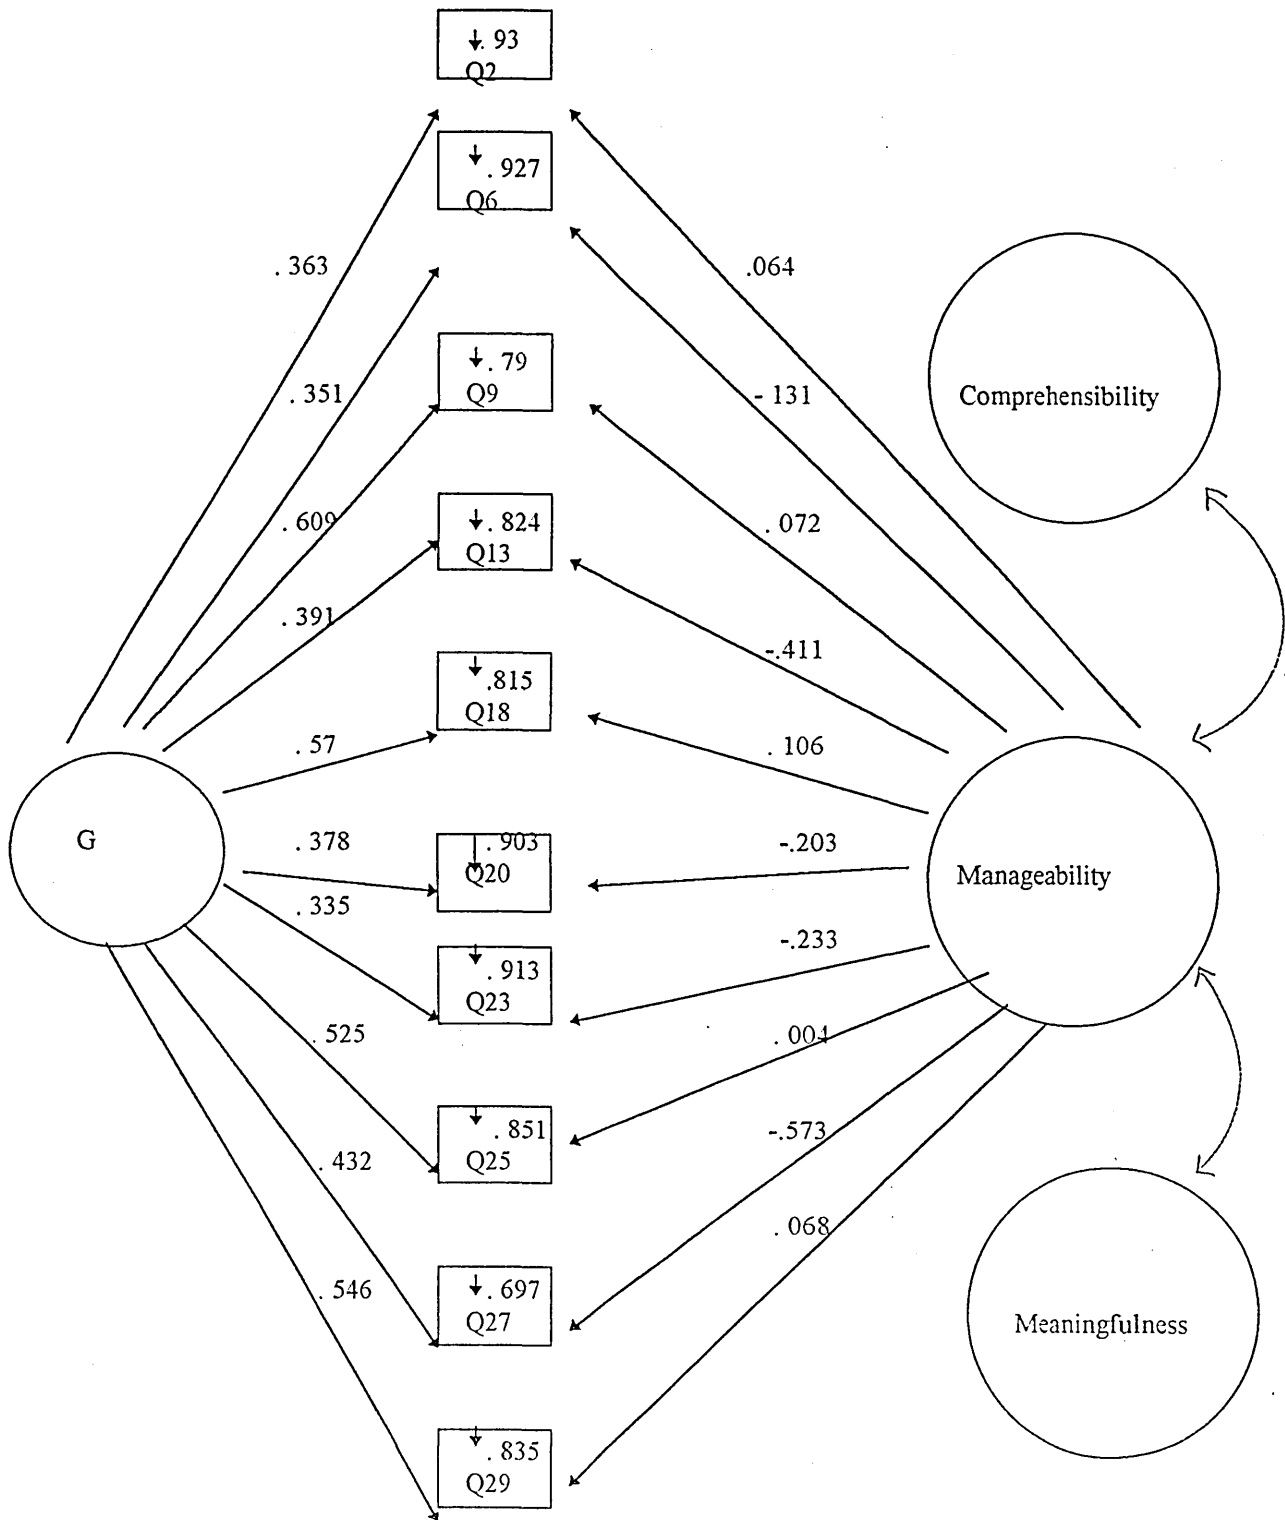 . 93
Q2
. 927
Q6
. 363
.064
. 79
Q9
. 351
- 131
Comprehensibility
. 609
. 824
Q13
. 072
. 391
-.411
.815
Q18
. 57
. 106
G
. 378
. 903
Q20
-.203
Manageability
. 335
. 913
Q23
-.233
. 525
. 004
. 851
Q25
. 432
-.573
. 068
. 546
. 697
Q27
Meaningfulness
. 835
Q29